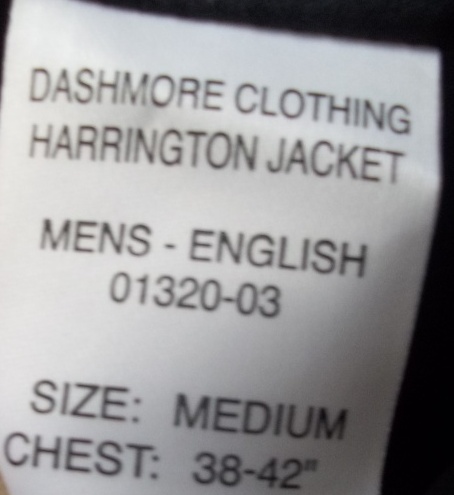 DASHMORE CLOTHING
HARRINGTON JACKET
MENS - ENGLISH
01320-03
SIZE: MEDIUM
CHEST: 38-42"